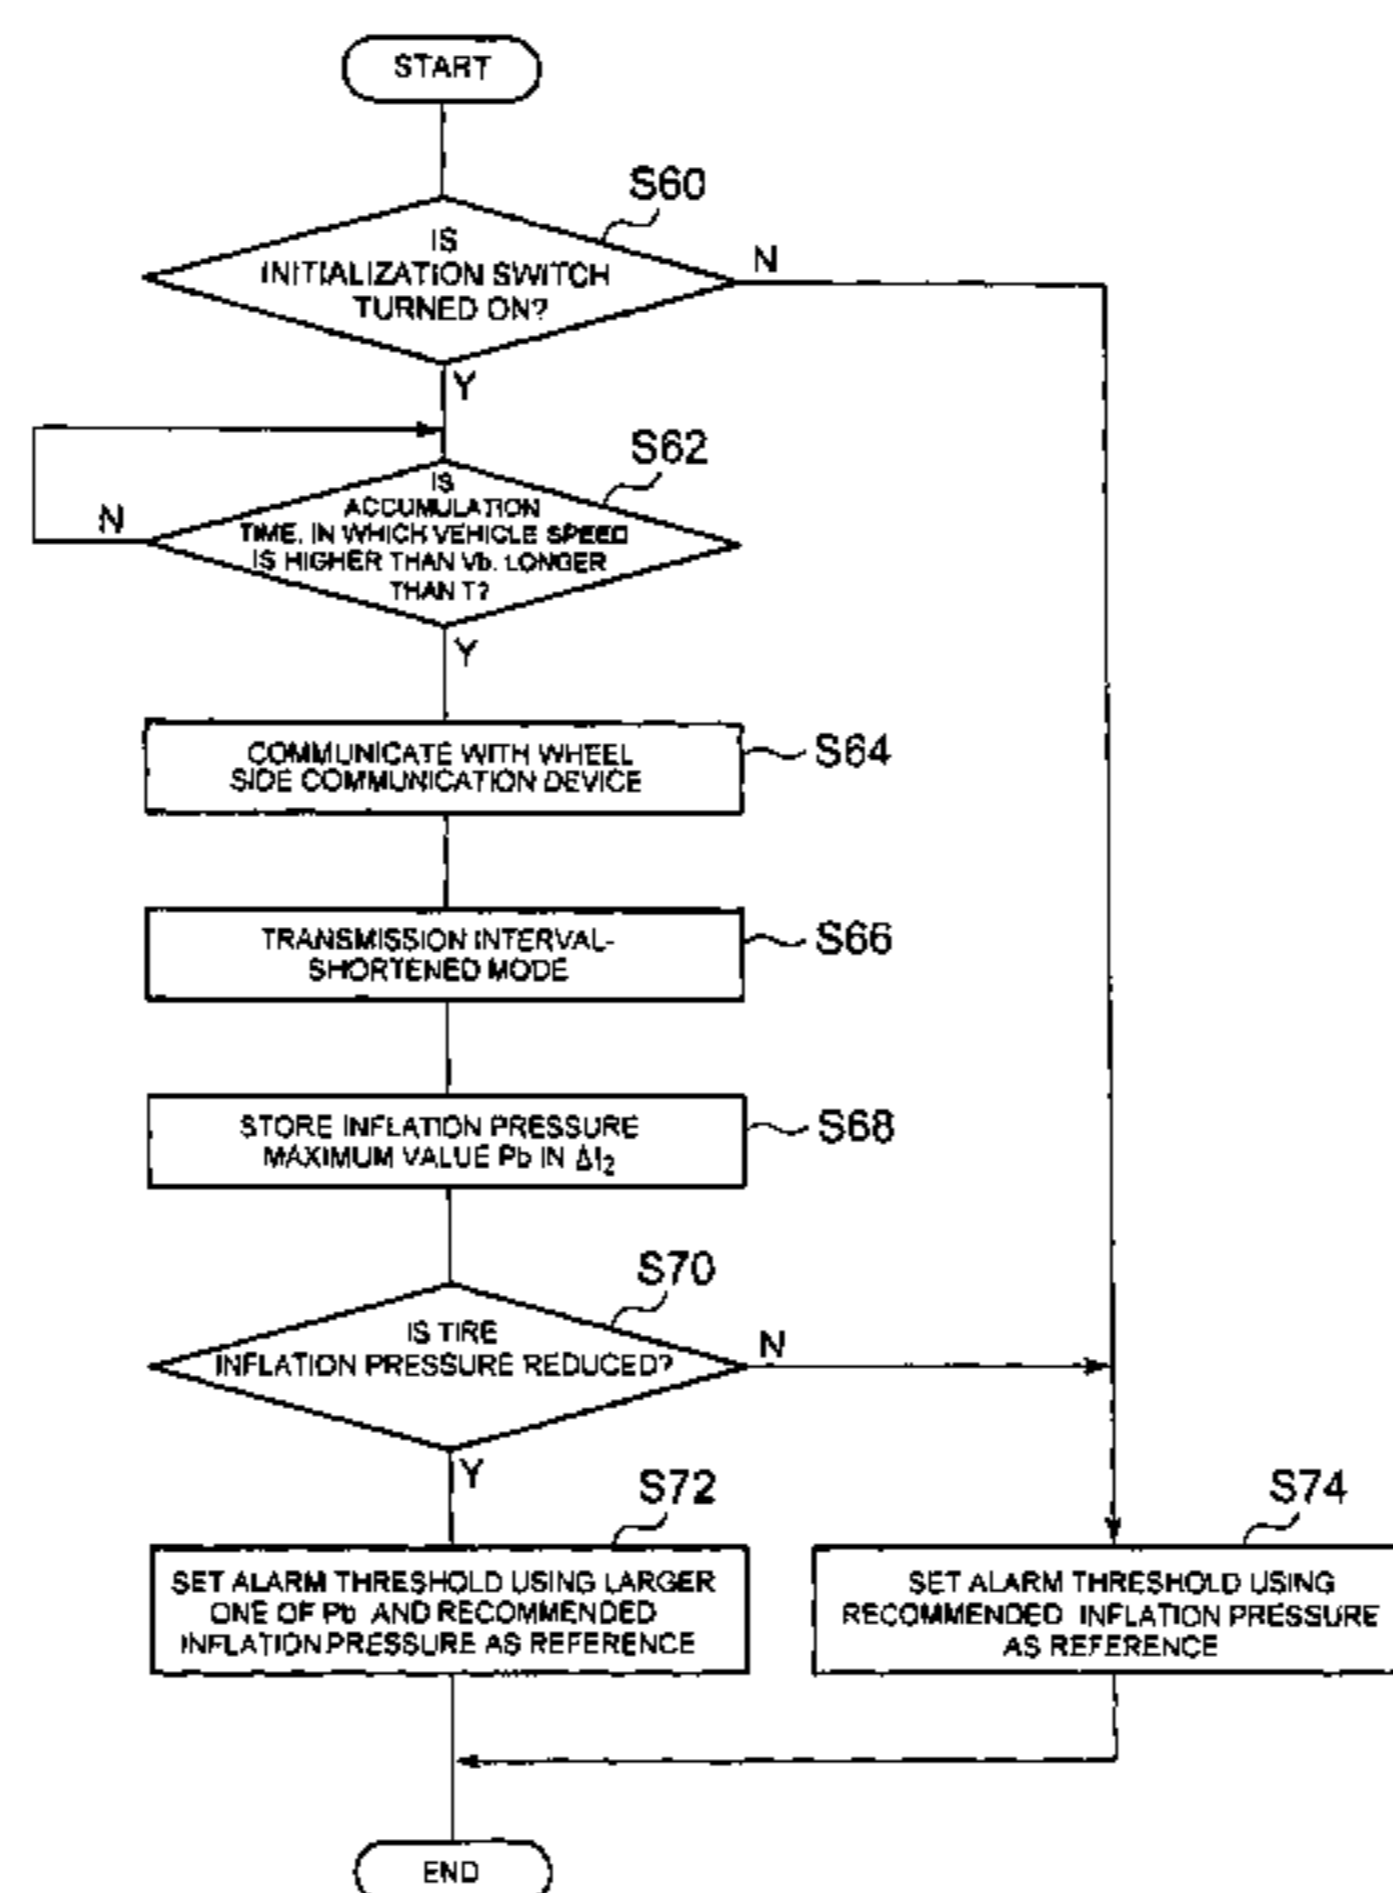 START
S60
IS
INITIALIZATION SWITCH
TURNED ON?
N
Y
S62
IS
ACCUMULATION
TIME, IN WHICH VEHICLE SPEED
IS HIGHER THAN Vb, LONGER
THAN T?
N
Y
COMMUNICATE WITH WHEEL
SIDE COMMUNICATION DEVICE
S64
TRANSMISSION INTERVAL-
SHORTENED MODE
S66
STORE INFLATION PRESSURE
MAXIMUM VALUE Pb IN Δt2
S68
S70
IS TIRE
INFLATION PRESSURE REDUCED?
N
Y
S72
SET ALARM THRESHOLD USING LARGER
ONE OF Pb AND RECOMMENDED
INFLATION PRESSURE AS REFERENCE
S74
SET ALARM THRESHOLD USING
RECOMMENDED INFLATION PRESSURE
AS REFERENCE
END